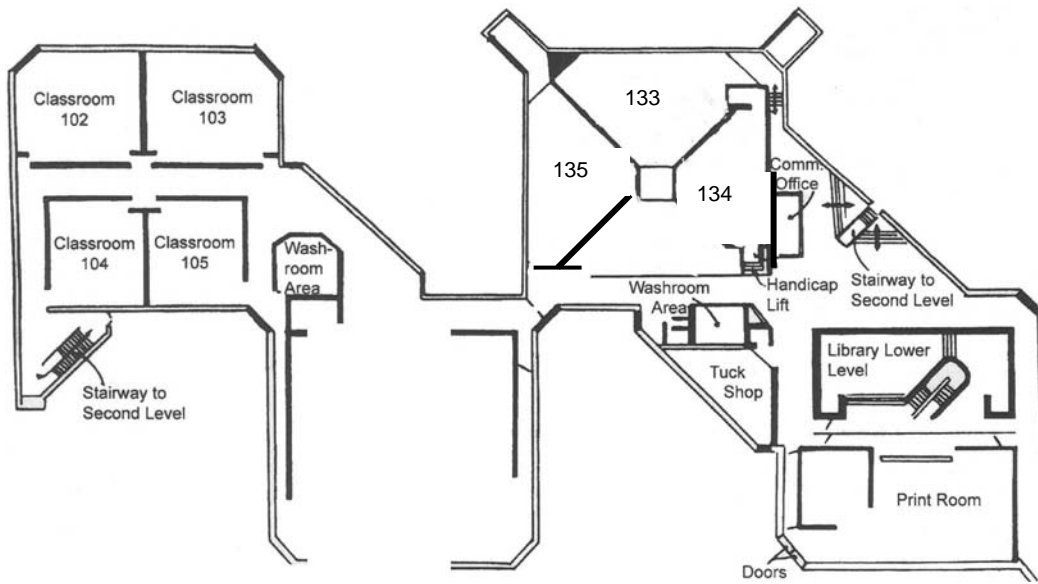 Classroom
102
Classroom
103
133
135
134
Comm.
Office
Classroom
104
Classroom
105
Wash-
room
Area
Washroom
Area
Handicap
Lift
Stairway to
Second Level
Stairway to
Second Level
Tuck
Shop
Library Lower
Level
Print Room
Doors